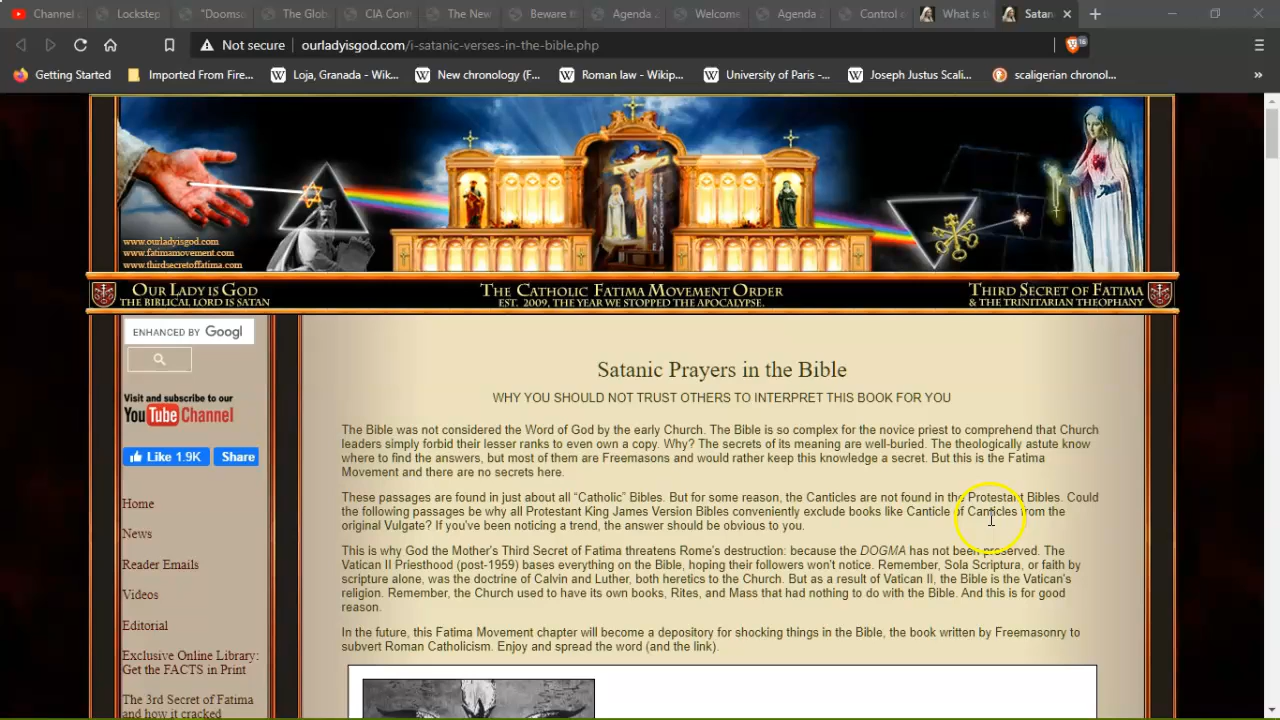 Channel c
Lockstep
"Dooms
The Glob
CIA Cont
The New
Beware th
Agenda 2
Welcome
Agenda
Control o
What is th
Satan
Not secure
ourladyisgod.com/i-satanic-verses-in-the-bible.php
16
Getting Started
Imported From Fire...
Loja, Granada - Wik...
New chronology (F...
Roman law - Wikip...
University of Paris -...
Joseph Justus Scali...
scaligerian chronol...
www.ourladyisgod.com
www.fatimamovement.com
www.thirdsecretoffatima.com
OUR LADY IS GOD
THE BIBLICAL LORD IS SATAN
THE CATHOLIC FATIMA MOVEMENT ORDER
EST. 2009, THE YEAR WE STOPPED THE APOCALYPSE.
THIRD SECRET OF FATIMA
& THE TRINITARIAN THEOPHANY
ENHANCED BY Googl
Visit and subscribe to our
YouTube Channel
Like 1.9K
Share
Home
News
Reader Emails
Videos
Editorial
Exclusive Online Library:
Get the FACTS in Print
The 3rd Secret of Fatima
and how it cracked
Satanic Prayers in the Bible
WHY YOU SHOULD NOT TRUST OTHERS TO INTERPRET THIS BOOK FOR YOU
The Bible was not considered the Word of God by the early Church. The Bible is so complex for the novice priest to comprehend that Church
leaders simply forbid their lesser ranks to even own a copy. Why? The secrets of its meaning are well-buried. The theologically astute know
where to find the answers, but most of them are Freemasons and would rather keep this knowledge a secret. But this is the Fatima
Movement and there are no secrets here.
These passages are found in just about all “Catholic” Bibles. But for some reason, the Canticles are not found in the Protestant Bibles. Could
the following passages be why all Protestant King James Version Bibles conveniently exclude books like Canticle of Canticles from the
original Vulgate? If you’ve been noticing a trend, the answer should be obvious to you.
This is why God the Mother’s Third Secret of Fatima threatens Rome’s destruction: because the DOGMA has not been preserved. The
Vatican II Priesthood (post-1959) bases everything on the Bible, hoping their followers won’t notice. Remember, Sola Scriptura, or faith by
scripture alone, was the doctrine of Calvin and Luther, both heretics to the Church. But as a result of Vatican II, the Bible is the Vatican’s
religion. Remember, the Church used to have its own books, Rites, and Mass that had nothing to do with the Bible. And this is for good
reason.
In the future, this Fatima Movement chapter will become a depository for shocking things in the Bible, the book written by Freemasonry to
subvert Roman Catholicism. Enjoy and spread the word (and the link).